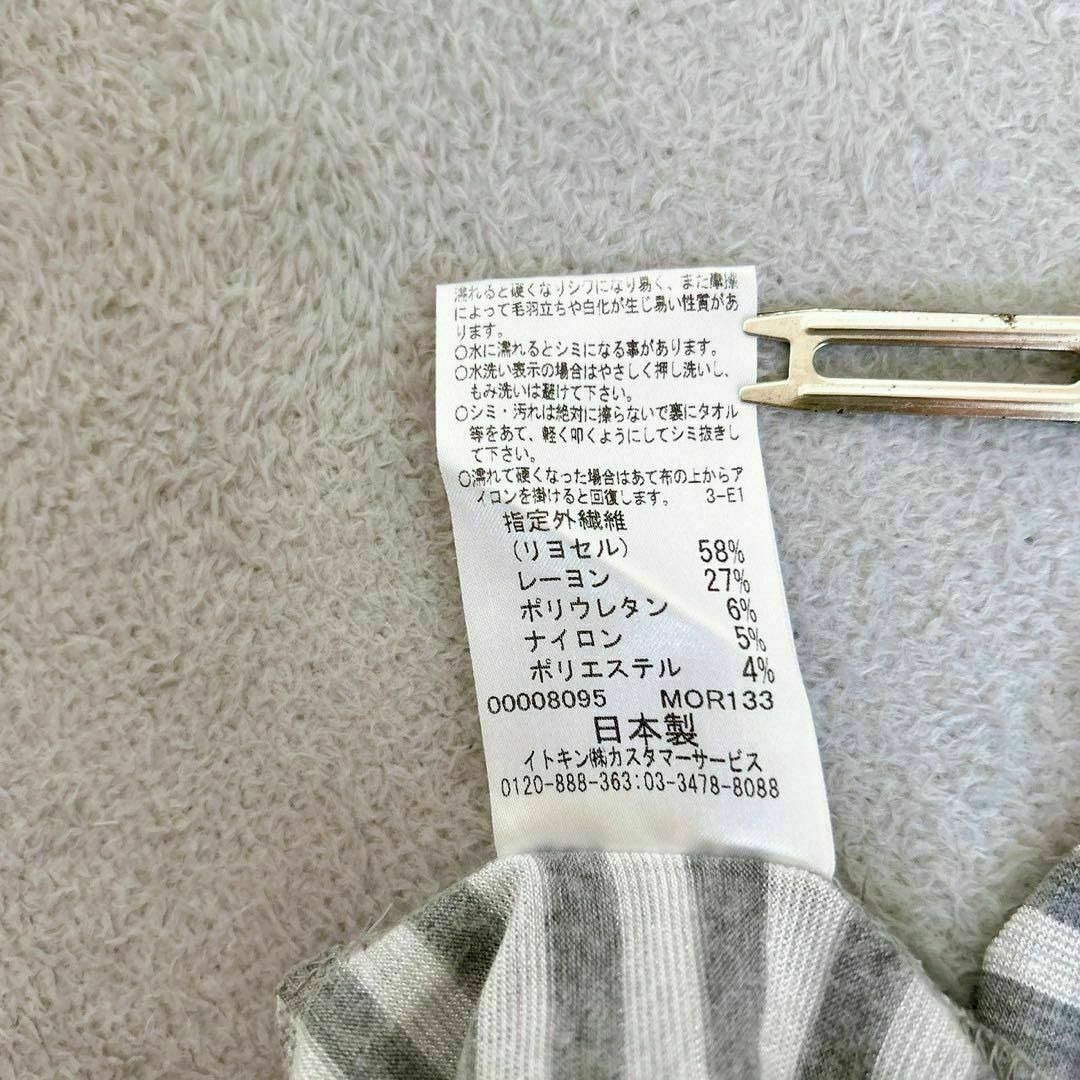 濡れると硬くなりシワになり易く、また摩擦
によって毛羽立ちや白化が生じ易い性質があ
ります。
○水に濡れるとシミになる事があります。
○水洗い表示の場合はやさしく押し洗いし、
もみ洗いは避けて下さい。
○シミ・汚れは絶対に擦らないで裏にタオル
等をあて、軽く叩くようにしてシミ抜きし
て下さい。
○濡れて硬くなった場合はあて布の上からア
イロンを掛けると回復します。 3-E1
指定外繊維
(リヨセル) 58%
レーヨン 27%
ポリウレタン 6%
ナイロン 5%
ポリエステル 4%
00008095 MOR133
日本製
イトキン㈱カスタマーサービス
0120-888-363:03-3478-8088